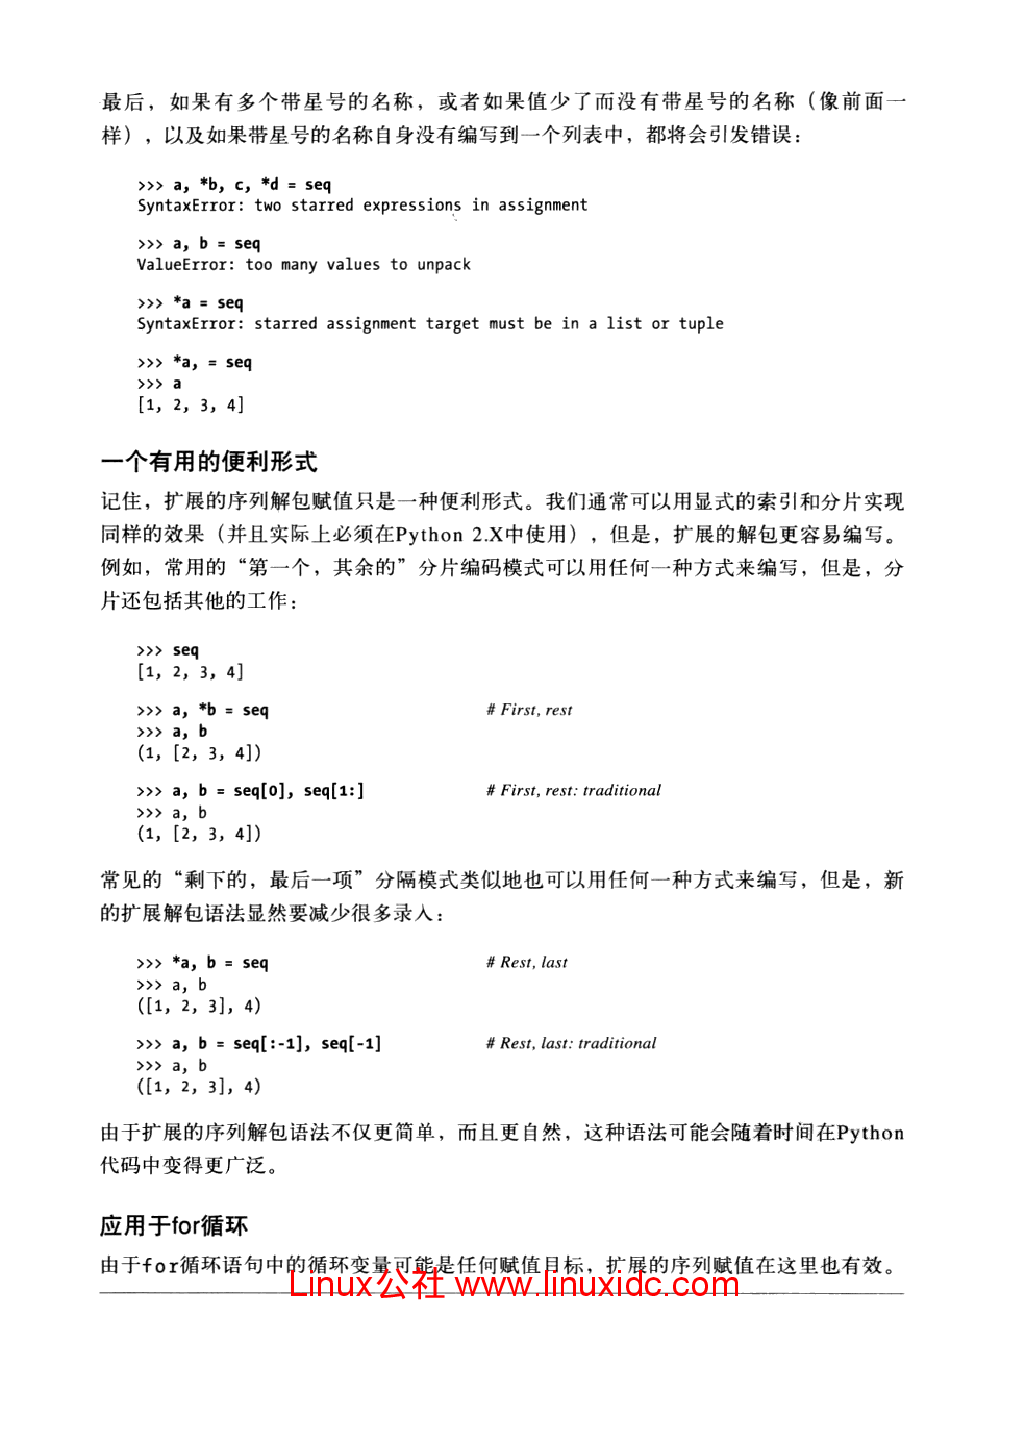 最后，如果有多个带星号的名称，或者如果值少了而没有带星号的名称（像前面一
样），以及如果带星号的名称自身没有编写到一个列表中，都将会引发错误：
>>> a, *b, c, *d = seq
SyntaxError: two starred expressions in assignment
>>> a, b = seq
ValueError: too many values to unpack
>>> *a = seq
SyntaxError: starred assignment target must be in a list or tuple
>>> *a, = seq
>>> a
[1, 2, 3, 4]
一个有用的便利形式
记住，扩展的序列解包赋值只是一种便利形式。我们通常可以用显式的索引和分片实现
同样的效果（并且实际上必须在Python 2.X中使用），但是，扩展的解包更容易编写。
例如，常用的“第一个，其余的”分片编码模式可以用任何一种方式来编写，但是，分
片还包括其他的工作：
>>> seq
[1, 2, 3, 4]
>>> a, *b = seq # First, rest
>>> a, b
(1, [2, 3, 4])
>>> a, b = seq[0], seq[1:] # First, rest: traditional
>>> a, b
(1, [2, 3, 4])
常见的“剩下的，最后一项”分隔模式类似地也可以用任何一种方式来编写，但是，新
的扩展解包语法显然要减少很多录入：
>>> *a, b = seq # Rest, last
>>> a, b
([1, 2, 3], 4)
>>> a, b = seq[:-1], seq[-1] # Rest, last: traditional
>>> a, b
([1, 2, 3], 4)
由于扩展的序列解包语法不仅更简单，而且更自然，这种语法可能会随着时间在Python
代码中变得更广泛。
应用于for循环
由于for循环语句中的循环变量可能是任何赋值目标，扩展的序列赋值在这里也有效。
Linux公社 www.linuxidc.com